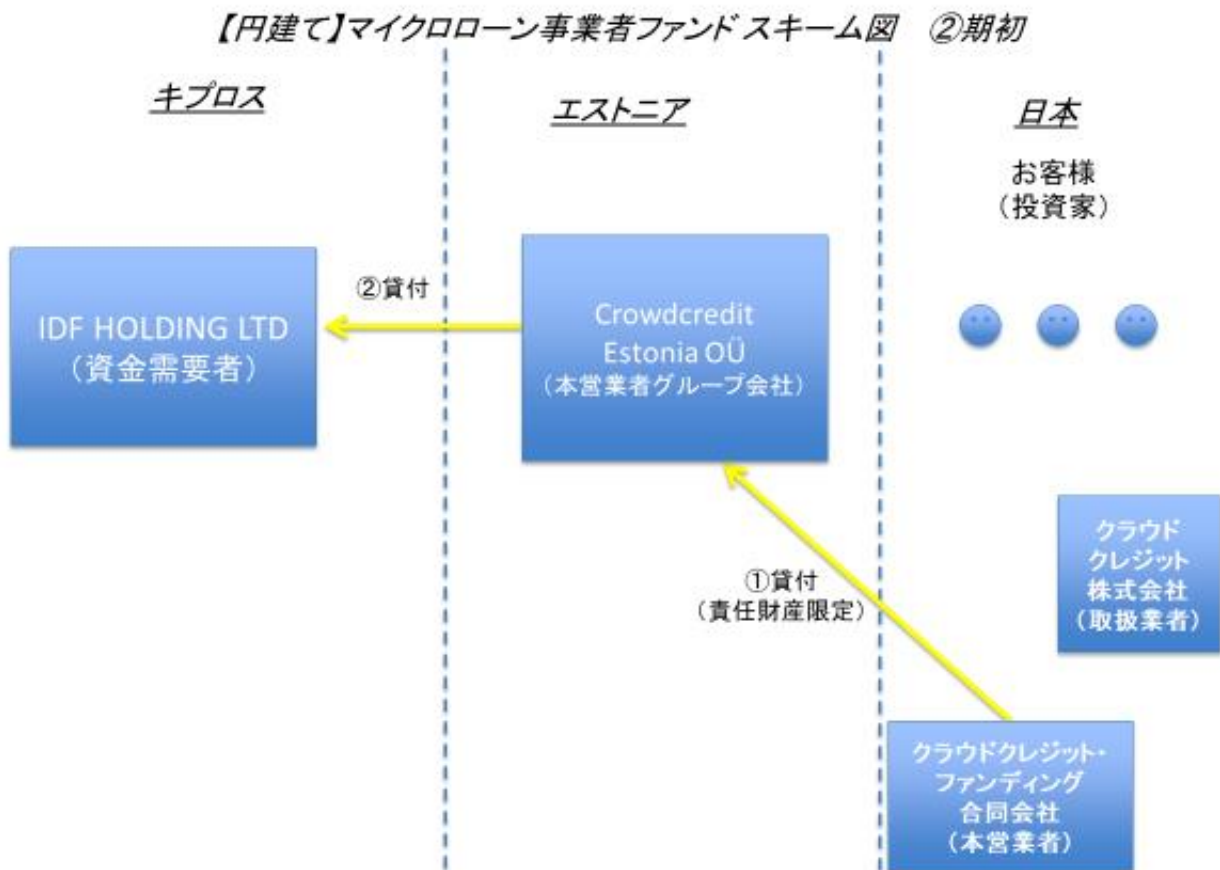 【円建て】マイクロローン事業者ファンド スキーム図　②期初
キプロス
エストニア
日本
お客様
（投資家）
IDF HOLDING LTD
（資金需要者）
②貸付
Crowdcredit
Estonia OÜ
（本営業者グループ会社）
①貸付
（責任財産限定）
クラウド
クレジット
株式会社
（取扱業者）
クラウドクレジット・
ファンディング
合同会社
（本営業者）